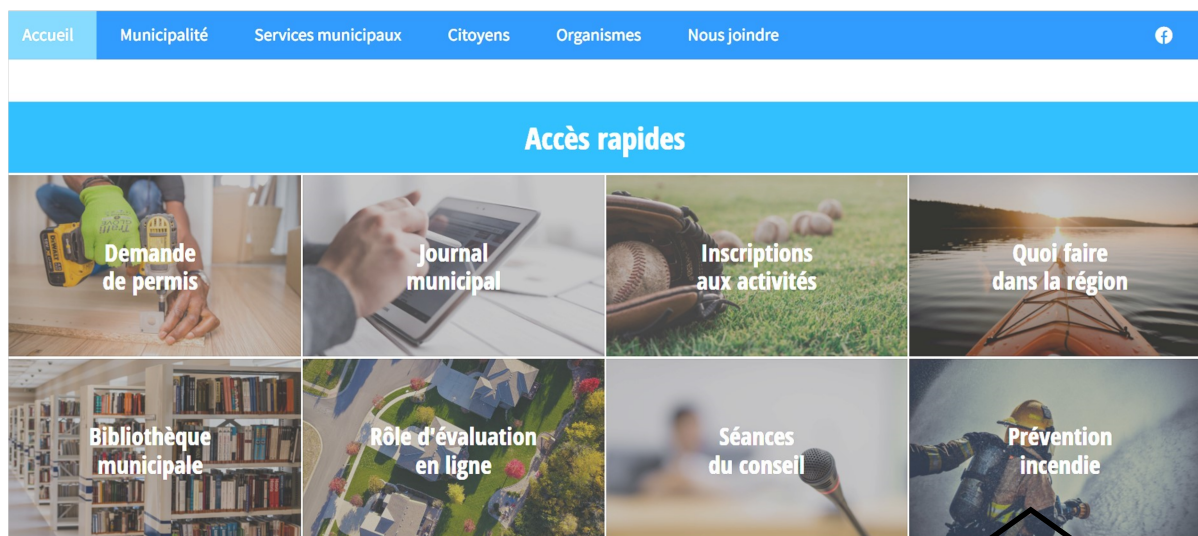 Accueil Municipalité Services municipaux Citoyens Organismes Nous joindre
Accès rapides
Demande
de permis
Journal
municipal
Inscriptions
aux activités
Quoi faire
dans la région
Bibliothèque
municipale
Rôle d'évaluation
en ligne
Séances
du conseil
Prévention
incendie